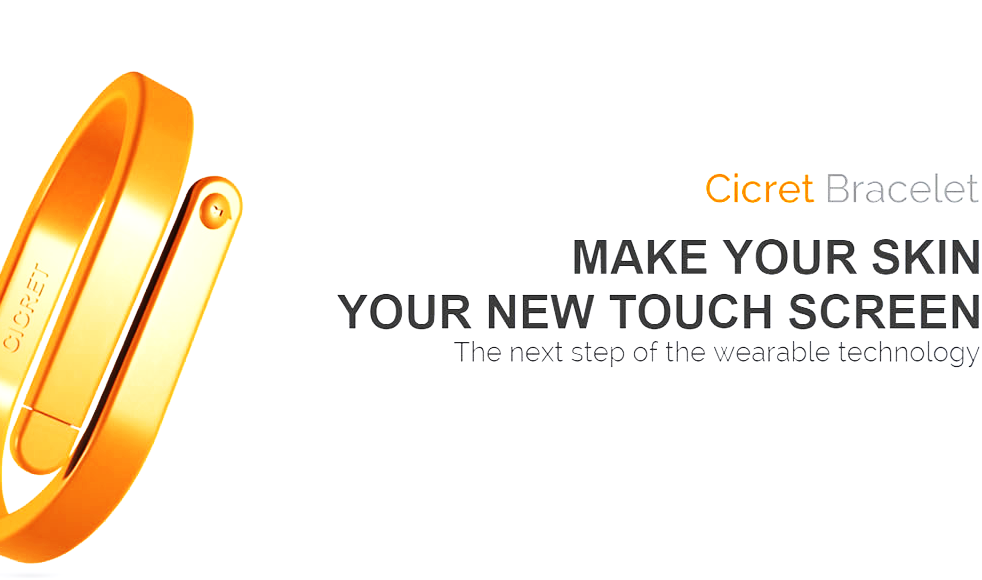 CICRET
Cicret Bracelet
MAKE YOUR SKIN
YOUR NEW TOUCH SCREEN
The next step of the wearable technology